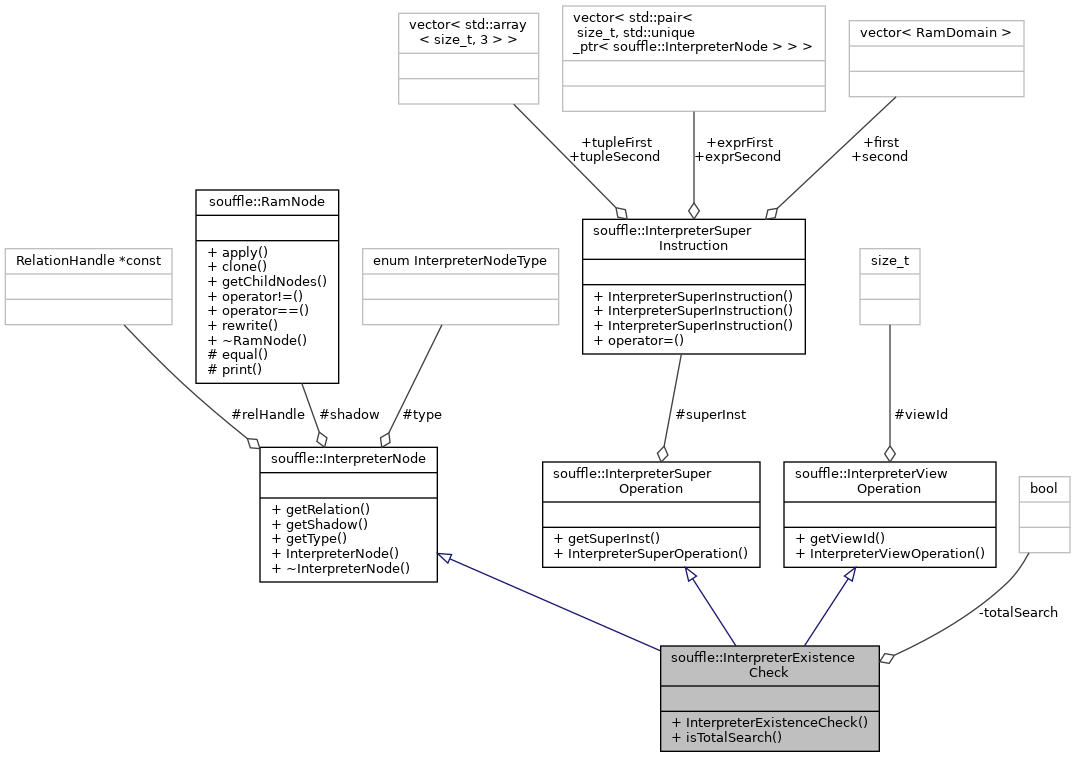 vector< std::array
< size_t, 3 > >
vector< std::pair<
size_t, std::unique
_ptr< souffle::InterpreterNode > > >
vector< RamDomain >
+tupleFirst
+tupleSecond
+exprFirst
+exprSecond
+first
+second
souffle::RamNode
+ apply()
+ clone()
+ getChildNodes()
+ operator!=()
+ operator==()
+ rewrite()
+ ~RamNode()
# equal()
# print()
RelationHandle *const
enum InterpreterNodeType
souffle::InterpreterSuper
Instruction
+ InterpreterSuperInstruction()
+ InterpreterSuperInstruction()
+ InterpreterSuperInstruction()
+ operator=()
size_t
#relHandle
#shadow
#type
#superInst
#viewId
souffle::InterpreterNode
+ getRelation()
+ getShadow()
+ getType()
+ InterpreterNode()
+ ~InterpreterNode()
souffle::InterpreterSuper
Operation
+ getSuperInst()
+ InterpreterSuperOperation()
souffle::InterpreterView
Operation
+ getViewId()
+ InterpreterViewOperation()
bool
-totalSearch
souffle::InterpreterExistence
Check
+ InterpreterExistenceCheck()
+ isTotalSearch()